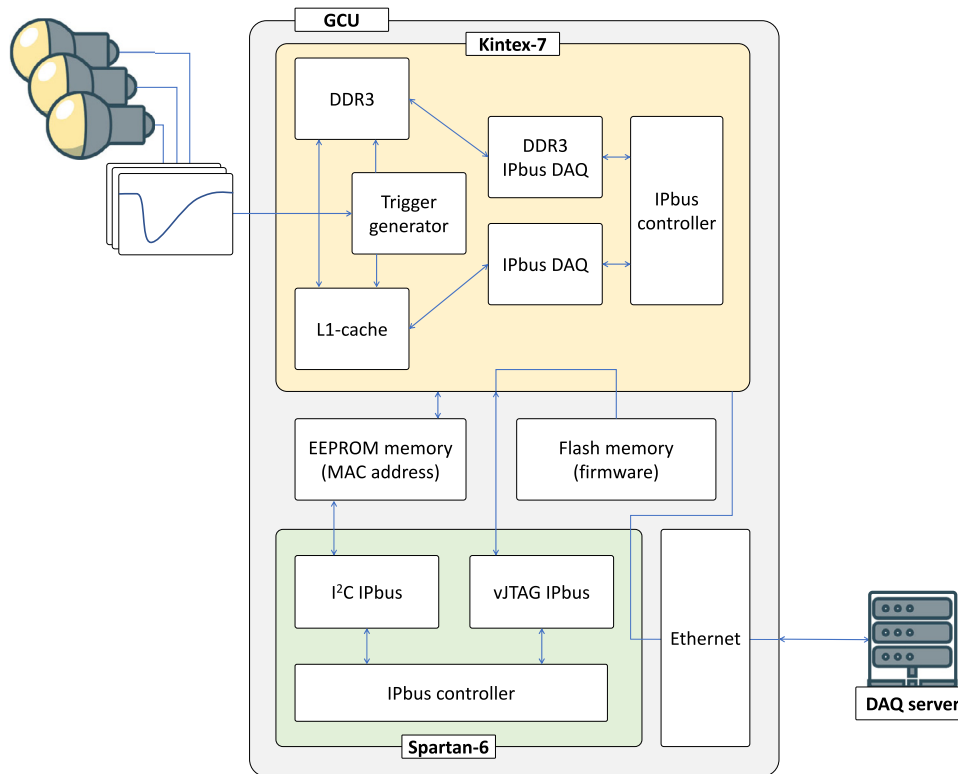 GCU
Kintex-7
DDR3
DDR3
IPbus DAQ
Trigger
generator
IPbus
controller
IPbus DAQ
L1-cache
EEPROM memory
(MAC address)
Flash memory
(firmware)
I²C IPbus
vJTAG IPbus
Ethernet
IPbus controller
DAQ server
Spartan-6